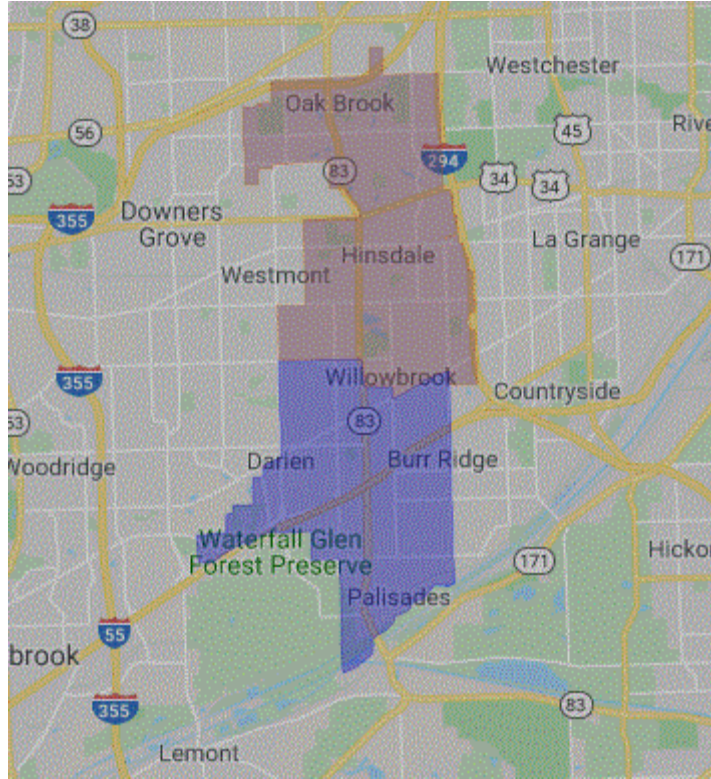 38
Westchester
Oak Brook
56
45
Rive
294
83
34
34
53
355
Downers
Grove
La Grange
Hinsdale
Westmont
171
355
Willowbrook
Countryside
53
83
Darien
Burr Ridge
Woodridge
Waterfall Glen
Forest Preserve
171
Hicko
Palisades
55
brook
355
83
Lemont